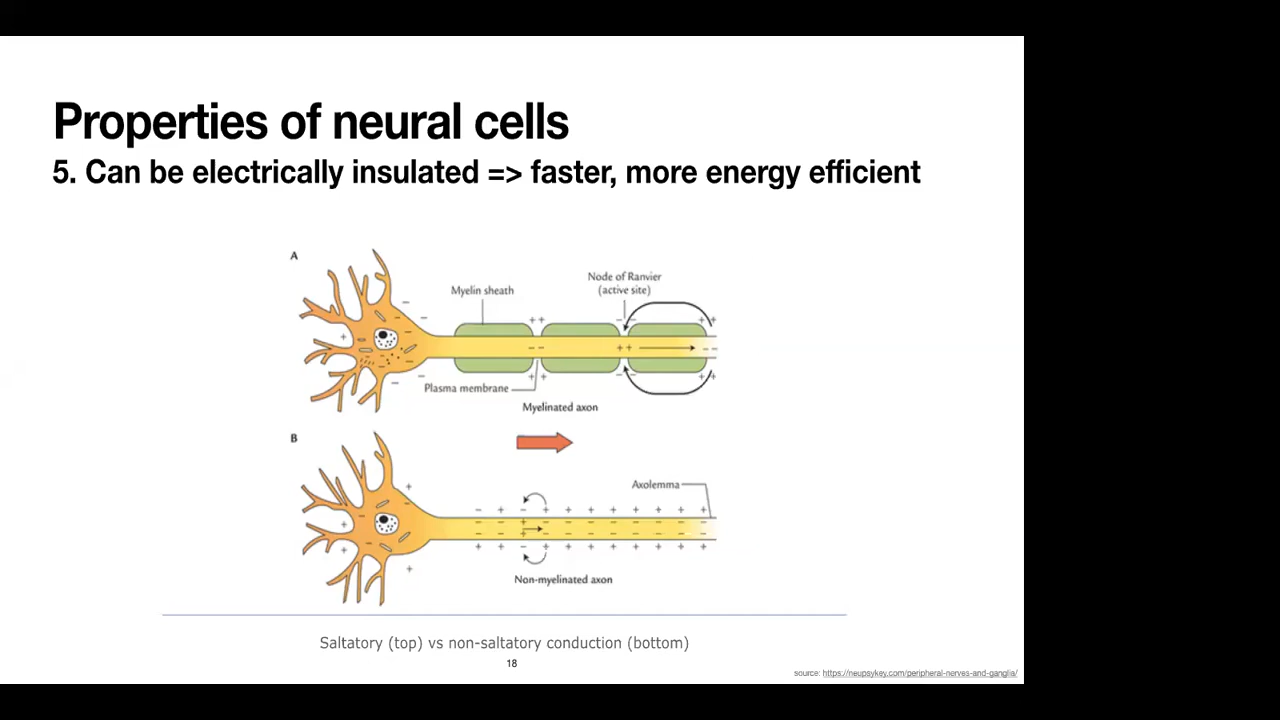 Properties of neural cells
5. Can be electrically insulated => faster, more energy efficient
A
Node of Ranvier
(active site)
Myelin sheath
Plasma membrane
Myelinated axon
B
Axolemma
Non-myelinated axon
Saltatory (top) vs non-saltatory conduction (bottom)
18
source: https://neupsykey.com/peripheral-nerves-and-ganglia/